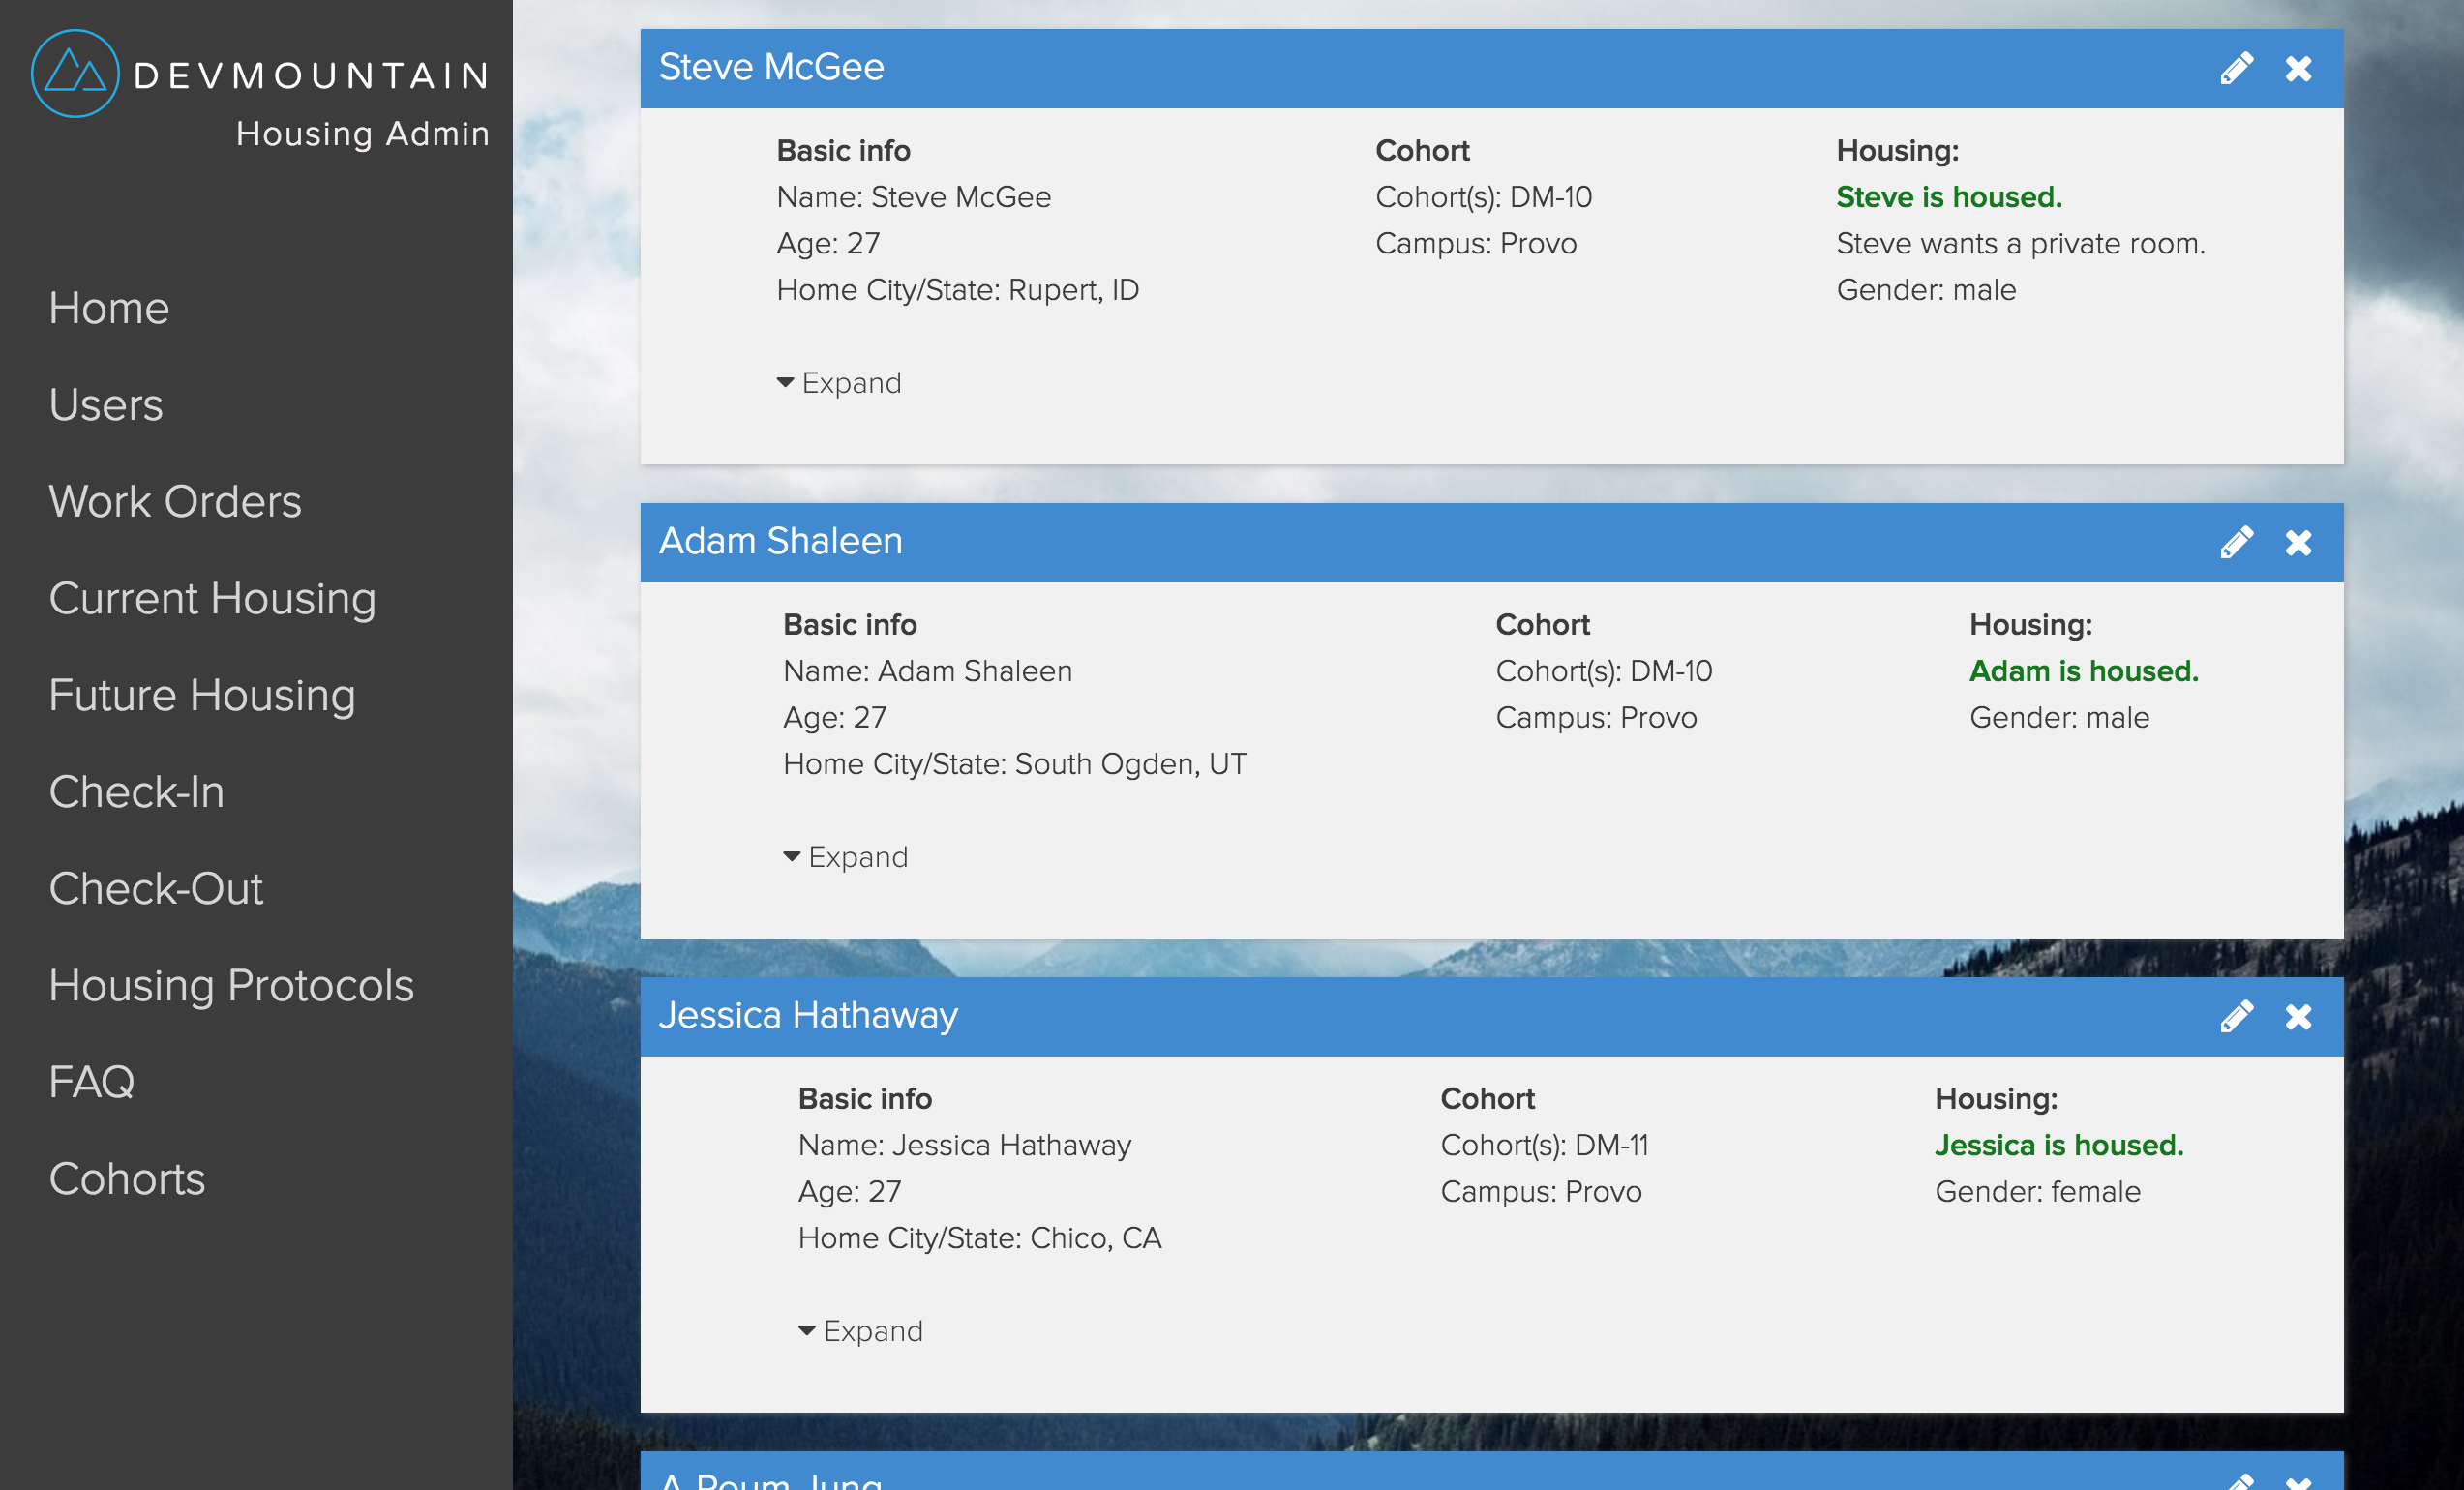 DEVMOUNTAIN
Housing Admin
Home
Users
Work Orders
Current Housing
Future Housing
Check-In
Check-Out
Housing Protocols
FAQ
Cohorts
Steve McGee
Basic info
Name: Steve McGee
Age: 27
Home City/State: Rupert, ID
Expand
Cohort
Cohort(s): DM-10
Campus: Provo
Housing:
Steve is housed.
Steve wants a private room.
Gender: male
Adam Shaleen
Basic info
Name: Adam Shaleen
Age: 27
Home City/State: South Ogden, UT
Expand
Cohort
Cohort(s): DM-10
Campus: Provo
Housing:
Adam is housed.
Gender: male
Jessica Hathaway
Basic info
Name: Jessica Hathaway
Age: 27
Home City/State: Chico, CA
Expand
Cohort
Cohort(s): DM-11
Campus: Provo
Housing:
Jessica is housed.
Gender: female
A Reum Jung